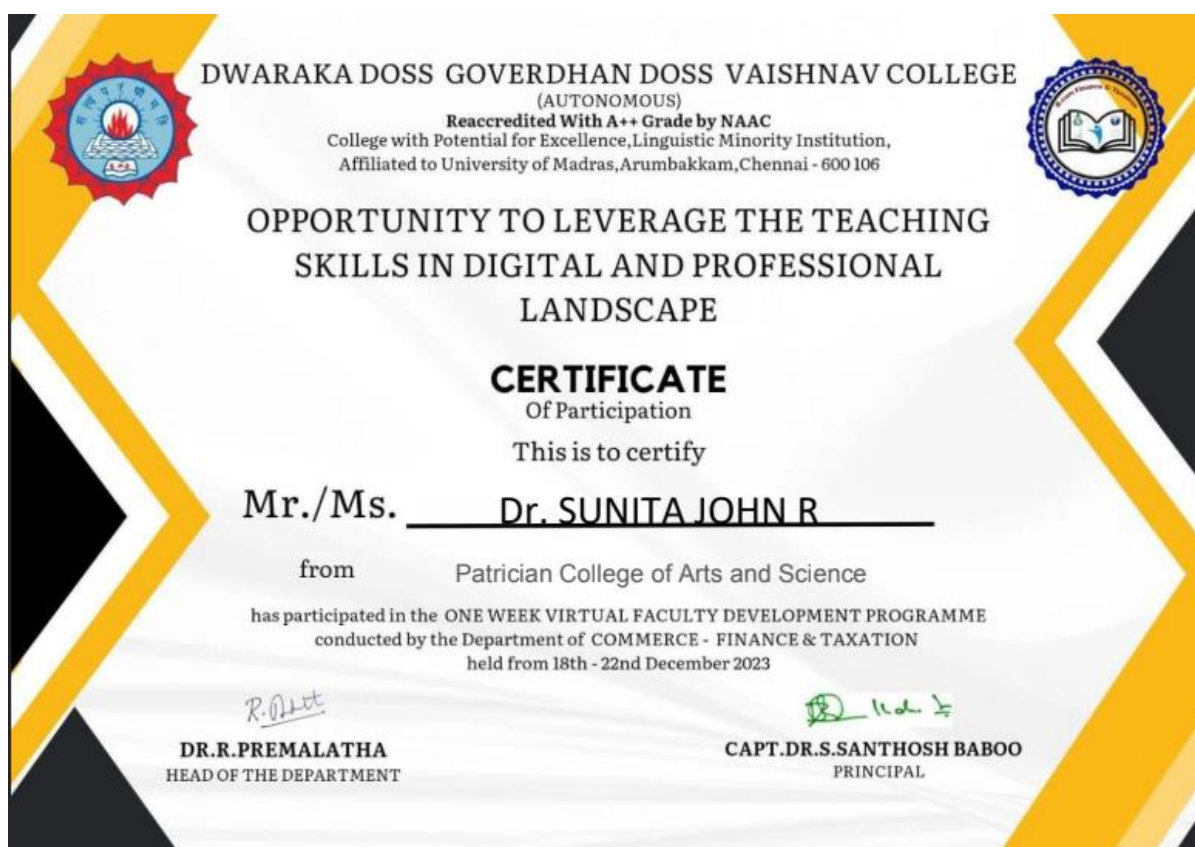 DWARAKA DOSS GOVERDHAN DOSS VAISHNAV COLLEGE
(AUTONOMOUS)
Reaccredited With A++ Grade by NAAC
College with Potential for Excellence,Linguistic Minority Institution,
Affiliated to University of Madras,Arumbakkam,Chennai - 600 106
OPPORTUNITY TO LEVERAGE THE TEACHING
SKILLS IN DIGITAL AND PROFESSIONAL
LANDSCAPE
CERTIFICATE
Of Participation
This is to certify
Mr./Ms. Dr. SUNITA JOHN R
from Patrician College of Arts and Science
has participated in the ONE WEEK VIRTUAL FACULTY DEVELOPMENT PROGRAMME
conducted by the Department of COMMERCE - FINANCE & TAXATION
held from 18th - 22nd December 2023
DR.R.PREMALATHA
HEAD OF THE DEPARTMENT
CAPT.DR.S.SANTHOSH BABOO
PRINCIPAL